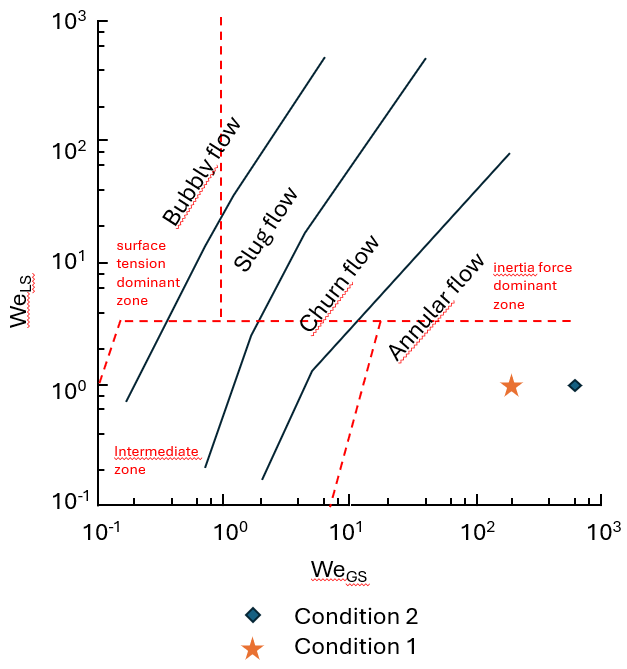 10³
10²
10¹
10⁰
10⁻¹
We_LS
Bubbly flow
Slug flow
Churn flow
Annular flow
surface
tension
dominant
zone
inertia force
dominant
zone
Intermediate
zone
10⁻¹ 10⁰ 10¹ 10² 10³
We_GS
Condition 2
Condition 1